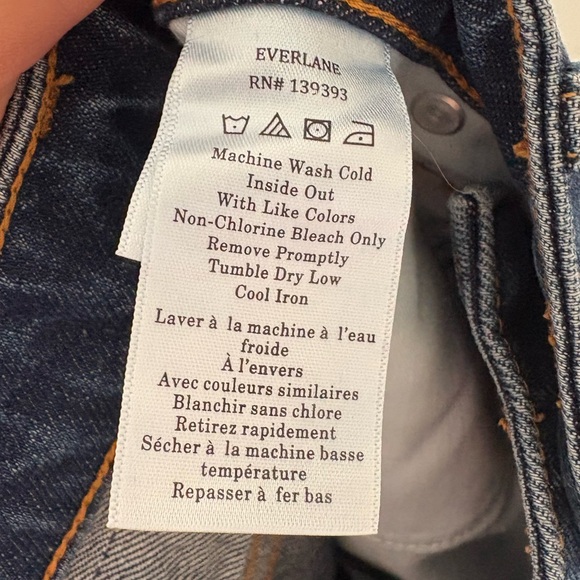 EVERLANE
RN# 139393
Machine Wash Cold
Inside Out
With Like Colors
Non-Chlorine Bleach Only
Remove Promptly
Tumble Dry Low
Cool Iron
Laver à la machine à l'eau
froide
À l'envers
Avec couleurs similaires
Blanchir sans chlore
Retirez rapidement
Sécher à la machine basse
température
Repasser à fer bas